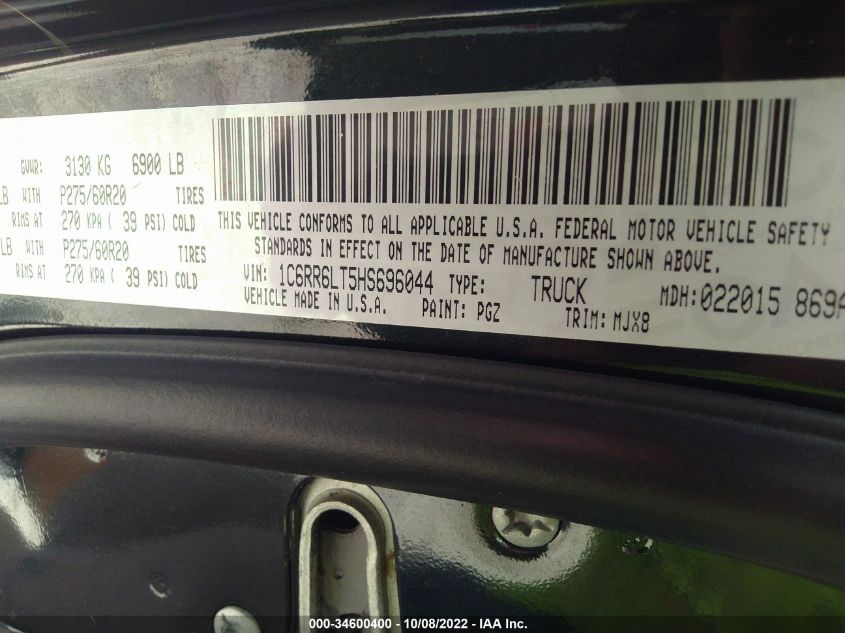 GVWR: 3130 KG 6900 LB
LB WITH P275/60R20 TIRES
RIMS AT 270 KPA ( 39 PSI) COLD
LB WITH P275/60R20 TIRES
RIMS AT 270 KPA ( 39 PSI) COLD
THIS VEHICLE CONFORMS TO ALL APPLICABLE U.S.A. FEDERAL MOTOR VEHICLE SAFETY
STANDARDS IN EFFECT ON THE DATE OF MANUFACTURE SHOWN ABOVE.
VIN: 1C6RR6LT5HS696044 TYPE: TRUCK MDH:022015 869A
VEHICLE MADE IN U.S.A. PAINT: PGZ TRIM: MJX8
000-34600400 - 10/08/2022 - IAA Inc.